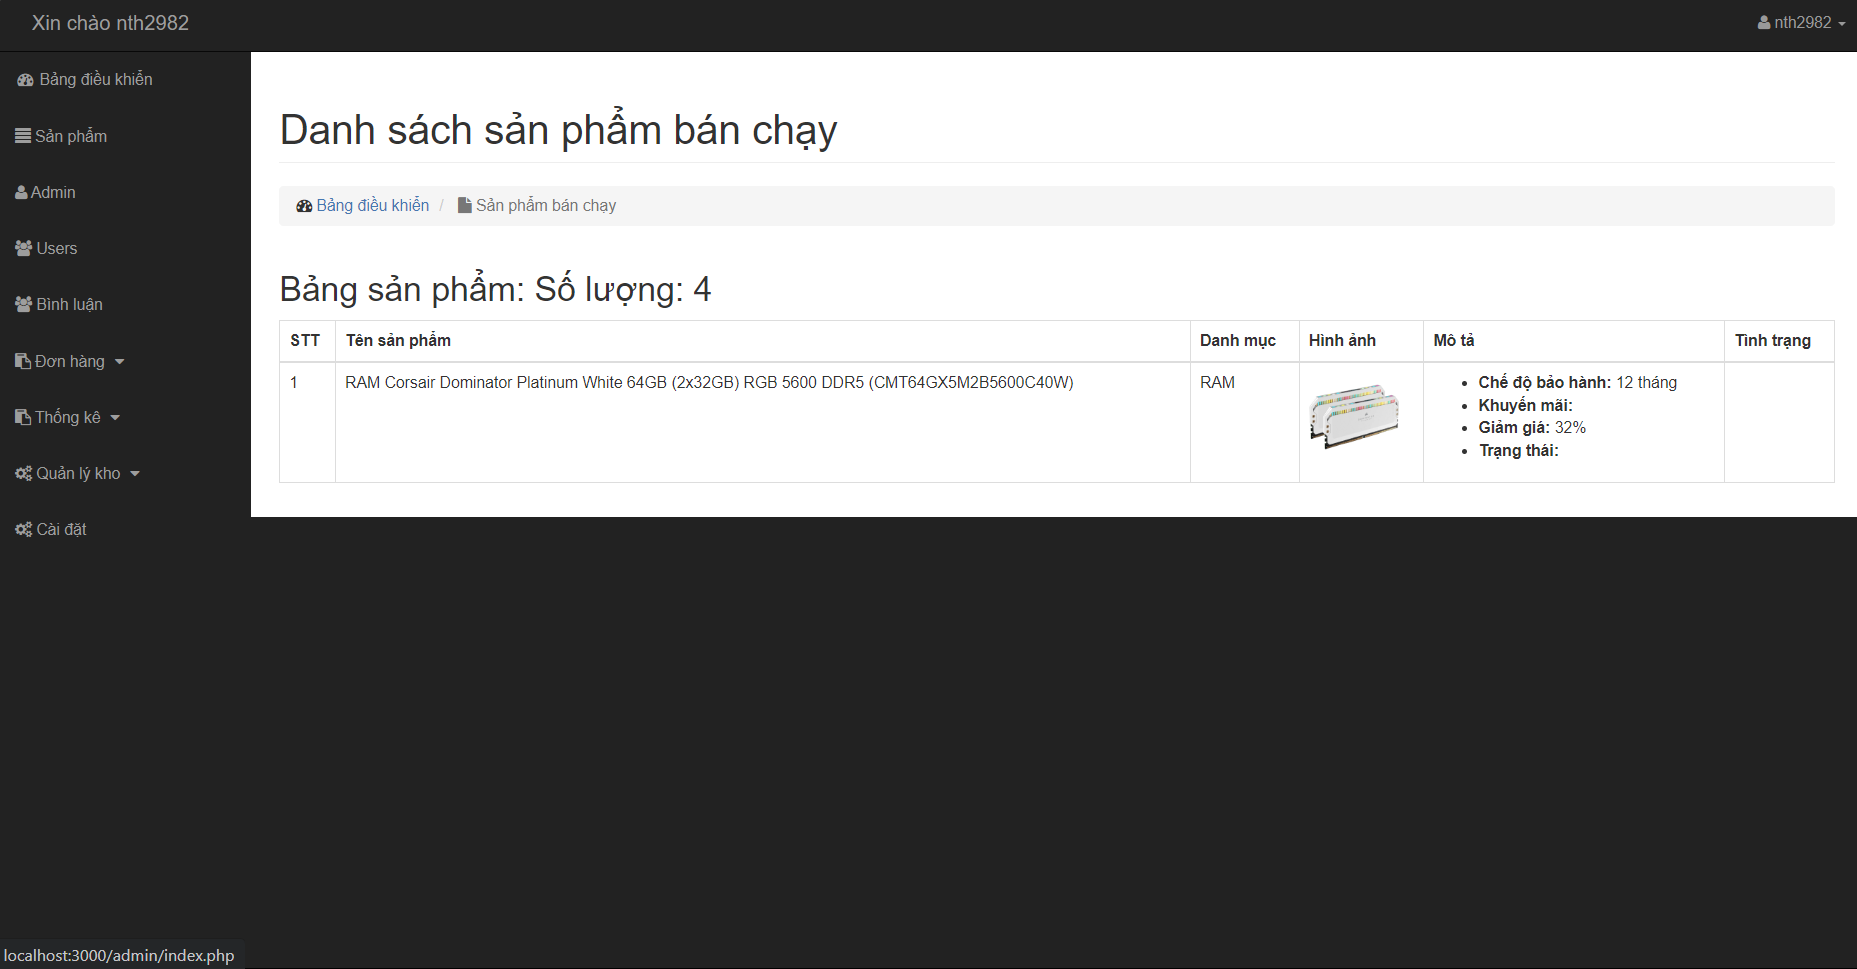 Xin chào nth2982
nth2982
Bảng điều khiển
Sản phẩm
Admin
Users
Bình luận
Đơn hàng
Thống kê
Quản lý kho
Cài đặt
Danh sách sản phẩm bán chạy
Bảng điều khiển / Sản phẩm bán chạy
Bảng sản phẩm: Số lượng: 4
STT Tên sản phẩm Danh mục Hình ảnh Mô tả Tình trạng
1 RAM Corsair Dominator Platinum White 64GB (2x32GB) RGB 5600 DDR5 (CMT64GX5M2B5600C40W) RAM
Chế độ bảo hành: 12 tháng
Khuyến mãi:
Giảm giá: 32%
Trạng thái:
localhost:3000/admin/index.php